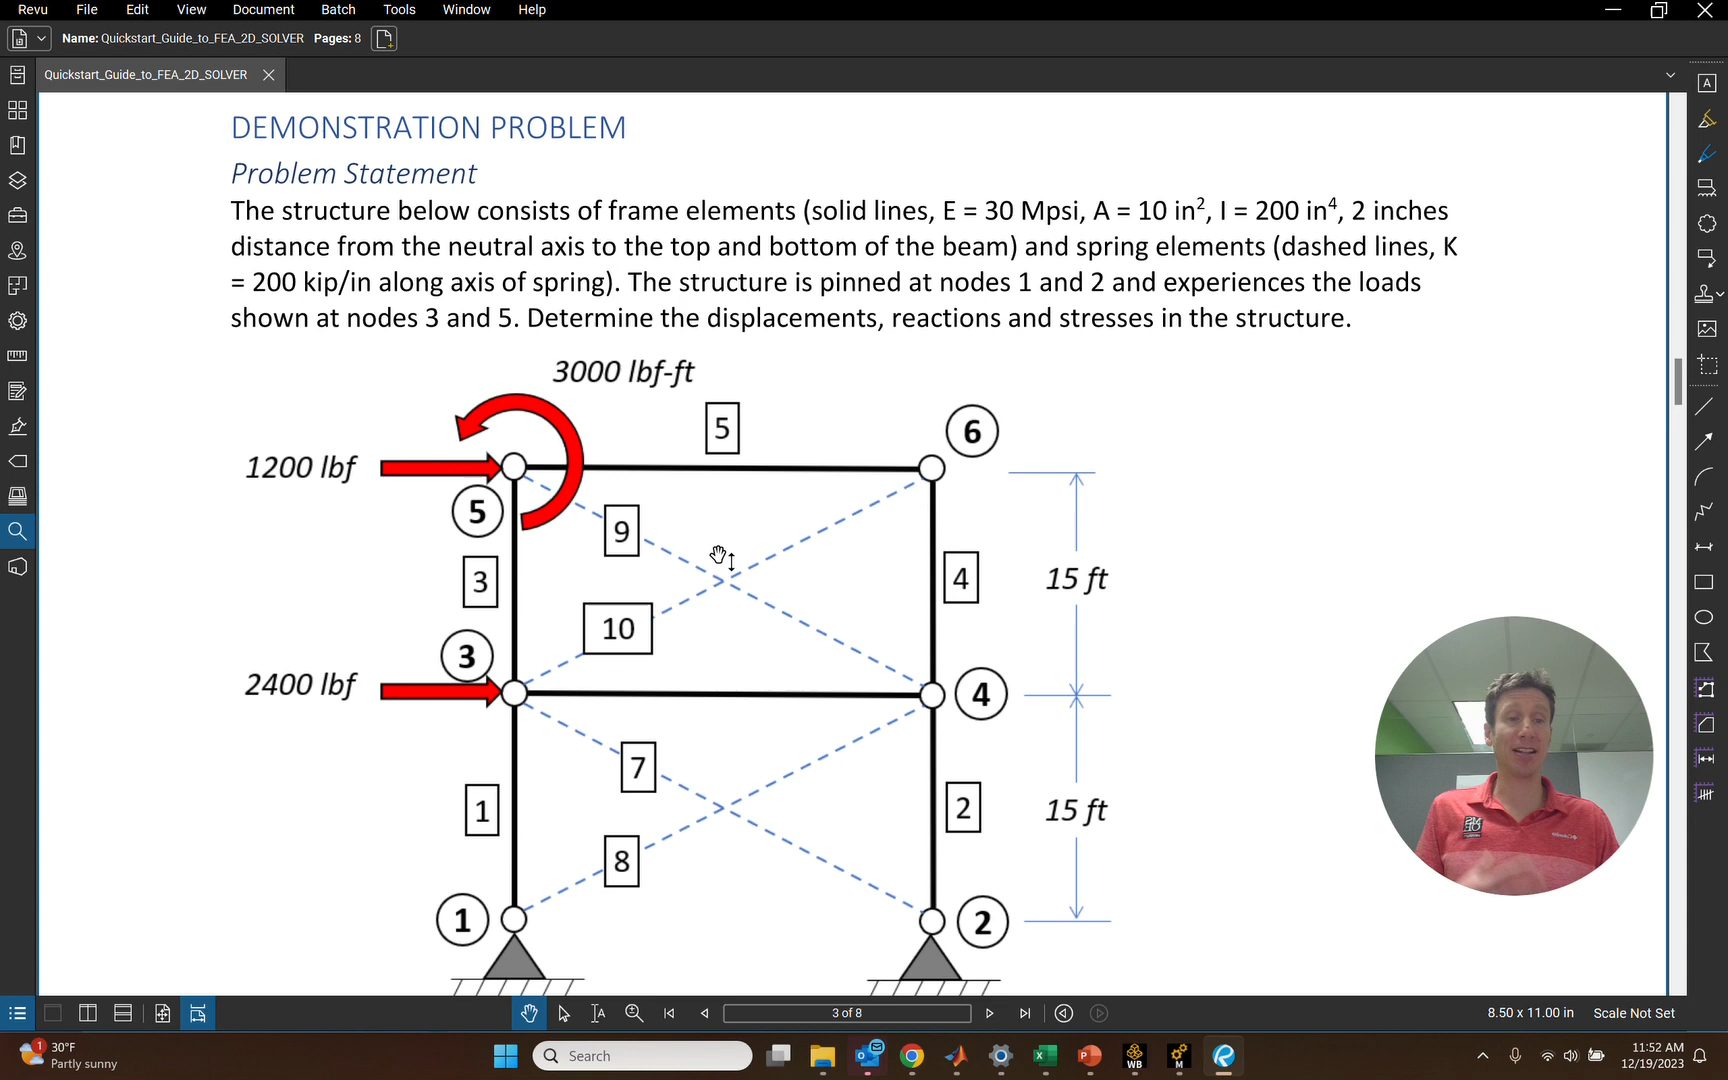 Revu File Edit View Document Batch Tools Window Help
Name: Quickstart_Guide_to_FEA_2D_SOLVER Pages: 8
Quickstart_Guide_to_FEA_2D_SOLVER
DEMONSTRATION PROBLEM
Problem Statement
The structure below consists of frame elements (solid lines, E = 30 Mpsi, A = 10 in², I = 200 in⁴, 2 inches
distance from the neutral axis to the top and bottom of the beam) and spring elements (dashed lines, K
= 200 kip/in along axis of spring). The structure is pinned at nodes 1 and 2 and experiences the loads
shown at nodes 3 and 5. Determine the displacements, reactions and stresses in the structure.
3000 lbf-ft
5
6
1200 lbf
5
9
3
4
15 ft
10
3
2400 lbf
4
7
1
2
15 ft
8
1
2
3 of 8
8.50 x 11.00 in Scale Not Set
1
30°F
Partly sunny
Search
WB
M
11:52 AM
12/19/2023